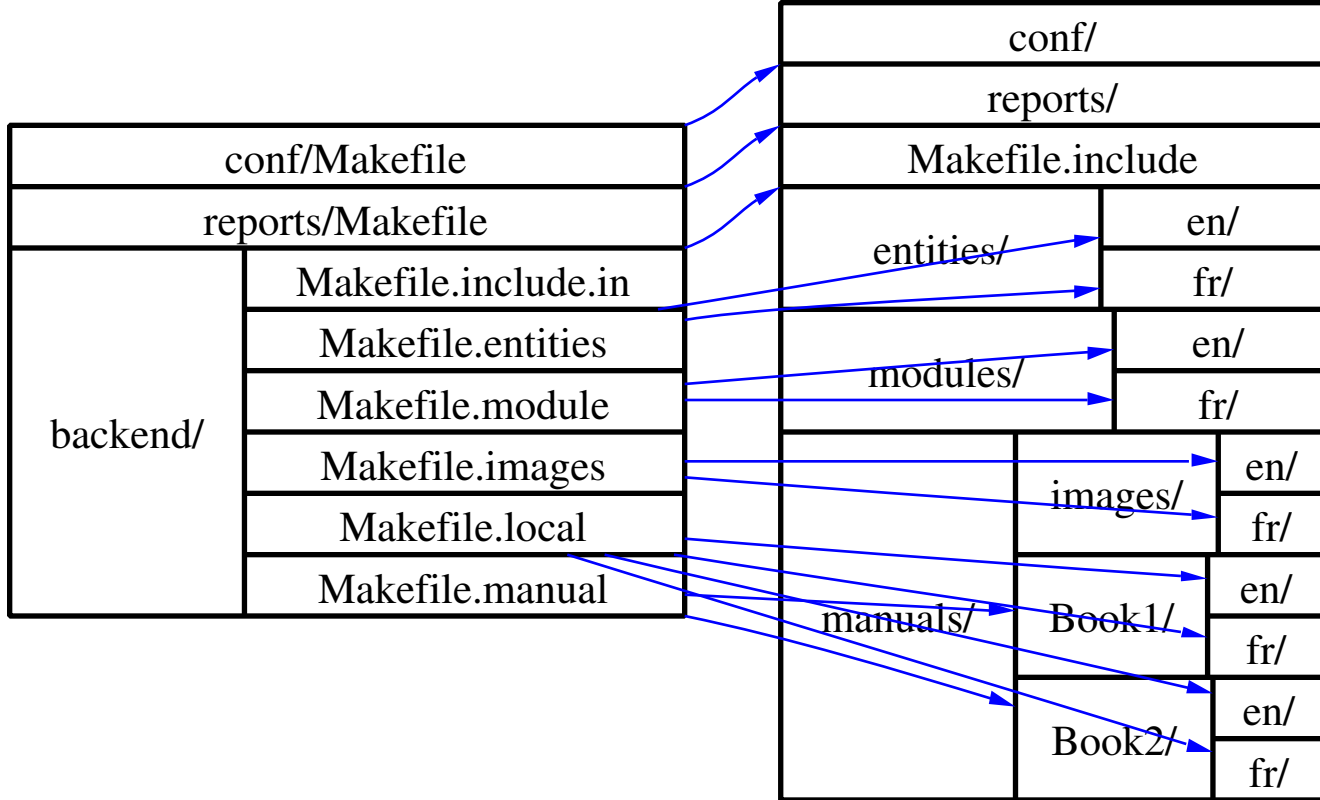 conf/Makefile
reports/Makefile
backend/
Makefile.include.in
Makefile.entities
Makefile.module
Makefile.images
Makefile.local
Makefile.manual
conf/
reports/
Makefile.include
entities/
en/
fr/
modules/
en/
fr/
manuals/
images/
en/
fr/
Book1/
en/
fr/
Book2/
en/
fr/